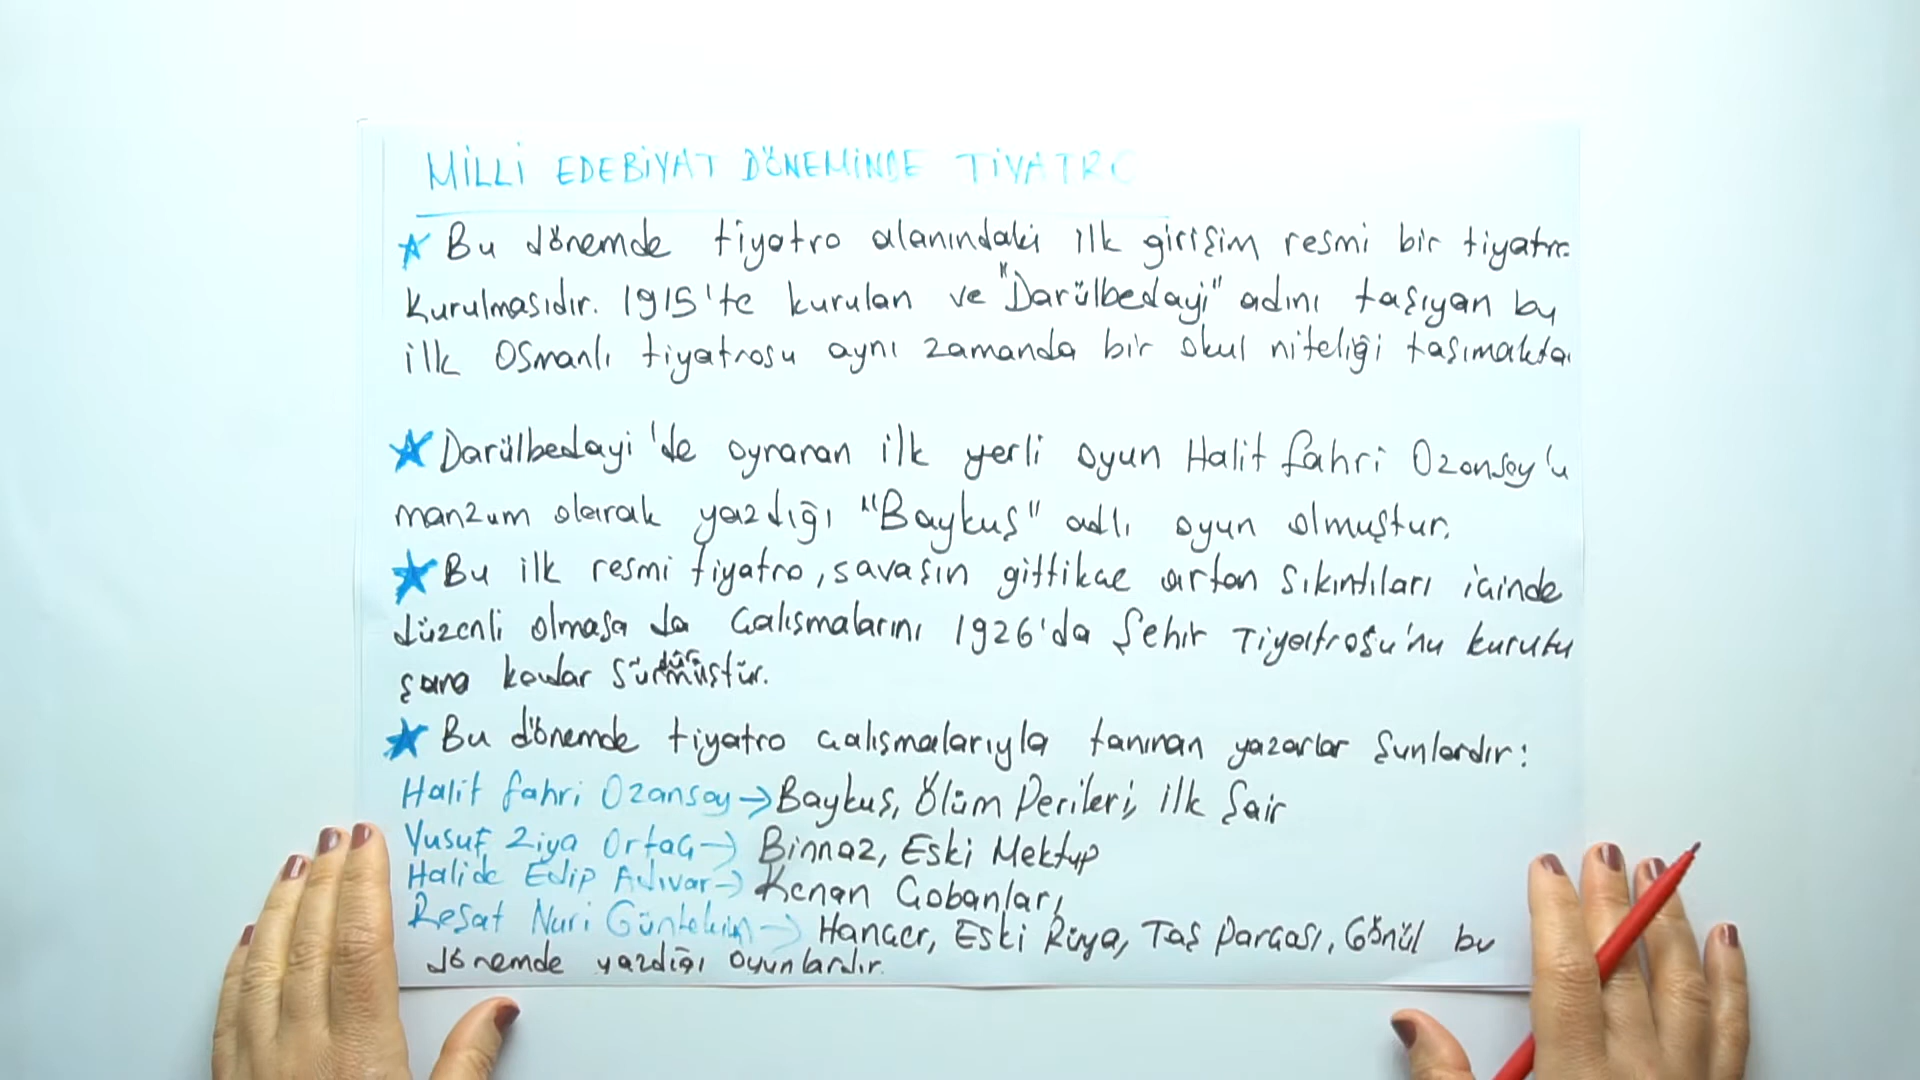 MİLLİ EDEBİYAT DÖNEMİNDE TİYATRO
Bu dönemde tiyatro alanındaki ilk girişim resmi bir tiyatro
kurulmasıdır. 1915'te kurulan ve "Darülbedayi" adını taşıyan bu
ilk Osmanlı tiyatrosu aynı zamanda bir okul niteliği taşımakta
Darülbedayi'de oynanan ilk yerli oyun Halit Fahri Ozansoy'u
manzum olarak yazdığı "Baykuş" adlı oyun olmuştur.
Bu ilk resmi tiyatro, savaşın gittikçe artan sıkıntıları içinde
düzenli olmasa da çalışmalarını 1926'da Şehir Tiyatrosu'nu kurulu
şuna kadar sürdürmüştür.
Bu dönemde tiyatro çalışmalarıyla tanınan yazarlar şunlardır:
Halit Fahri Ozansoy → Baykuş, Ölüm Perileri, ilk Şair
Yusuf Ziya Ortaç → Binnaz, Eski Mektup
Halide Edip Adıvar → Kenan Çobanları,
Reşat Nuri Güntekin → Hançer, Eski Rüya, Taş Parçası, Gönül bu
dönemde yazdığı oyunlardır.